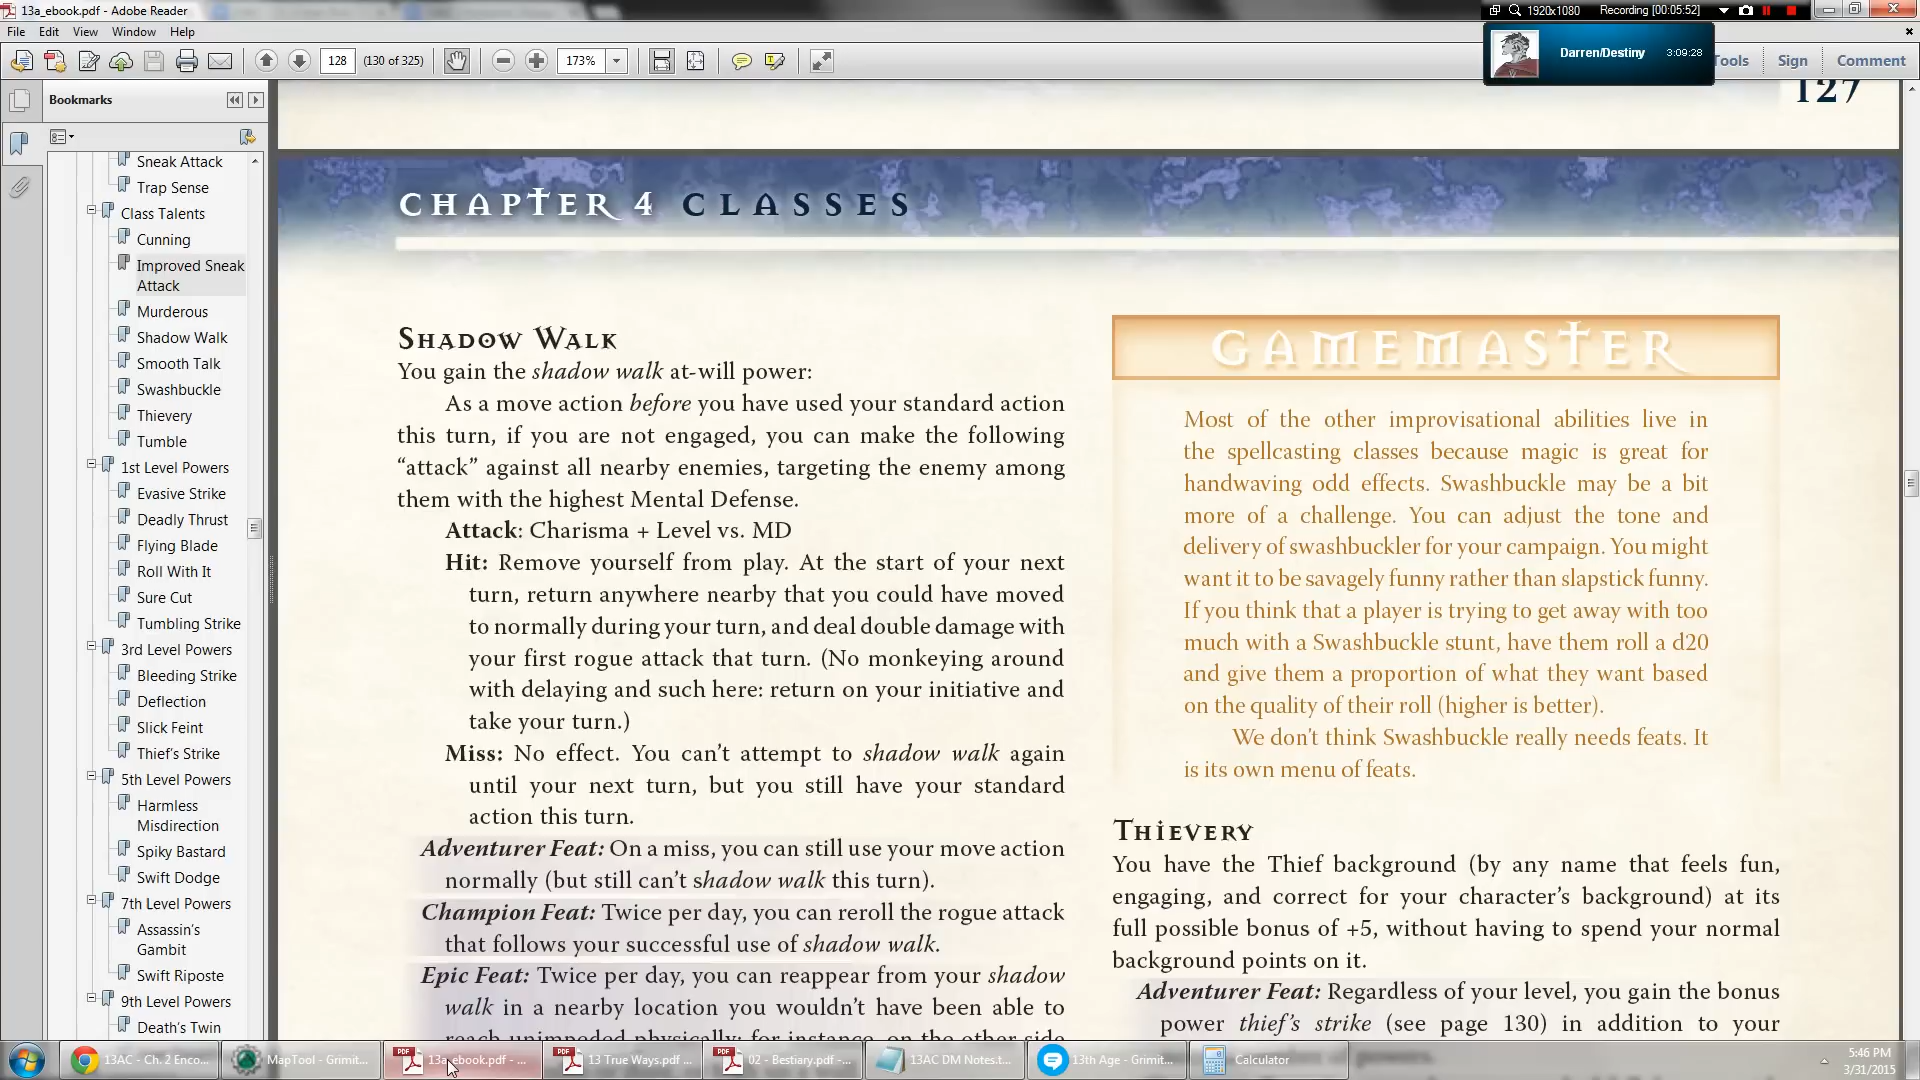 13a_ebook.pdf - Adobe Reader
1920x1080 Recording [00:05:52]
File Edit View Window Help
Darren/Destiny 3:09:28
128 (130 of 325) 173% Tools Sign Comment
Bookmarks
Sneak Attack
Trap Sense
Class Talents
Cunning
Improved Sneak
Attack
Murderous
Shadow Walk
Smooth Talk
Swashbuckle
Thievery
Tumble
1st Level Powers
Evasive Strike
Deadly Thrust
Flying Blade
Roll With It
Sure Cut
Tumbling Strike
3rd Level Powers
Bleeding Strike
Deflection
Slick Feint
Thief's Strike
5th Level Powers
Harmless
Misdirection
Spiky Bastard
Swift Dodge
7th Level Powers
Assassin's
Gambit
Swift Riposte
9th Level Powers
Death's Twin
127
CHAPTER 4 CLASSES
SHADOW WALK
You gain the shadow walk at-will power:
As a move action before you have used your standard action
this turn, if you are not engaged, you can make the following
“attack” against all nearby enemies, targeting the enemy among
them with the highest Mental Defense.
Attack: Charisma + Level vs. MD
Hit: Remove yourself from play. At the start of your next
turn, return anywhere nearby that you could have moved
to normally during your turn, and deal double damage with
your first rogue attack that turn. (No monkeying around
with delaying and such here: return on your initiative and
take your turn.)
Miss: No effect. You can’t attempt to shadow walk again
until your next turn, but you still have your standard
action this turn.
Adventurer Feat: On a miss, you can still use your move action
normally (but still can’t shadow walk this turn).
Champion Feat: Twice per day, you can reroll the rogue attack
that follows your successful use of shadow walk.
Epic Feat: Twice per day, you can reappear from your shadow
walk in a nearby location you wouldn’t have been able to
reach unimpeded physically; for instance, on the other side
GAMEMASTER
Most of the other improvisational abilities live in
the spellcasting classes because magic is great for
handwaving odd effects. Swashbuckle may be a bit
more of a challenge. You can adjust the tone and
delivery of swashbuckler for your campaign. You might
want it to be savagely funny rather than slapstick funny.
If you think that a player is trying to get away with too
much with a Swashbuckle stunt, have them roll a d20
and give them a proportion of what they want based
on the quality of their roll (higher is better).
We don't think Swashbuckle really needs feats. It
is its own menu of feats.
THIEVERY
You have the Thief background (by any name that feels fun,
engaging, and correct for your character’s background) at its
full possible bonus of +5, without having to spend your normal
background points on it.
Adventurer Feat: Regardless of your level, you gain the bonus
power thief’s strike (see page 130) in addition to your
13AC - Ch. 2 Enco... MapTool - Grimit... 13a_ebook.pdf - ... 13 True Ways.pdf ... 02 - Bestiary.pdf -... 13AC DM Notes.t... 13th Age - Grimit... Calculator
5:46 PM
3/31/2015